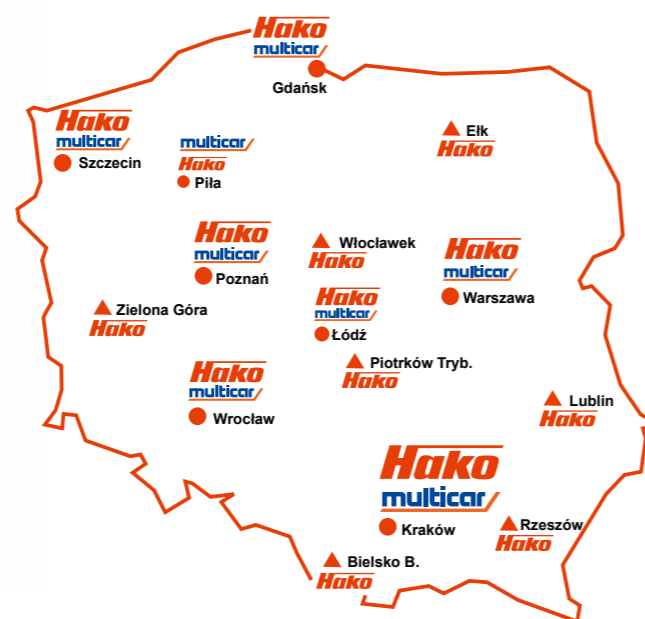 Hako
multicar
Gdańsk
Hako
multicar
Szczecin
multicar
Hako
Piła
Ełk
Hako
Hako
multicar
Poznań
Włocławek
Hako
Hako
multicar
Warszawa
Zielona Góra
Hako
Hako
multicar
Łódź
Piotrków Tryb.
Hako
Hako
multicar
Wrocław
Lublin
Hako
Hako
multicar
Kraków
Rzeszów
Hako
Bielsko B.
Hako